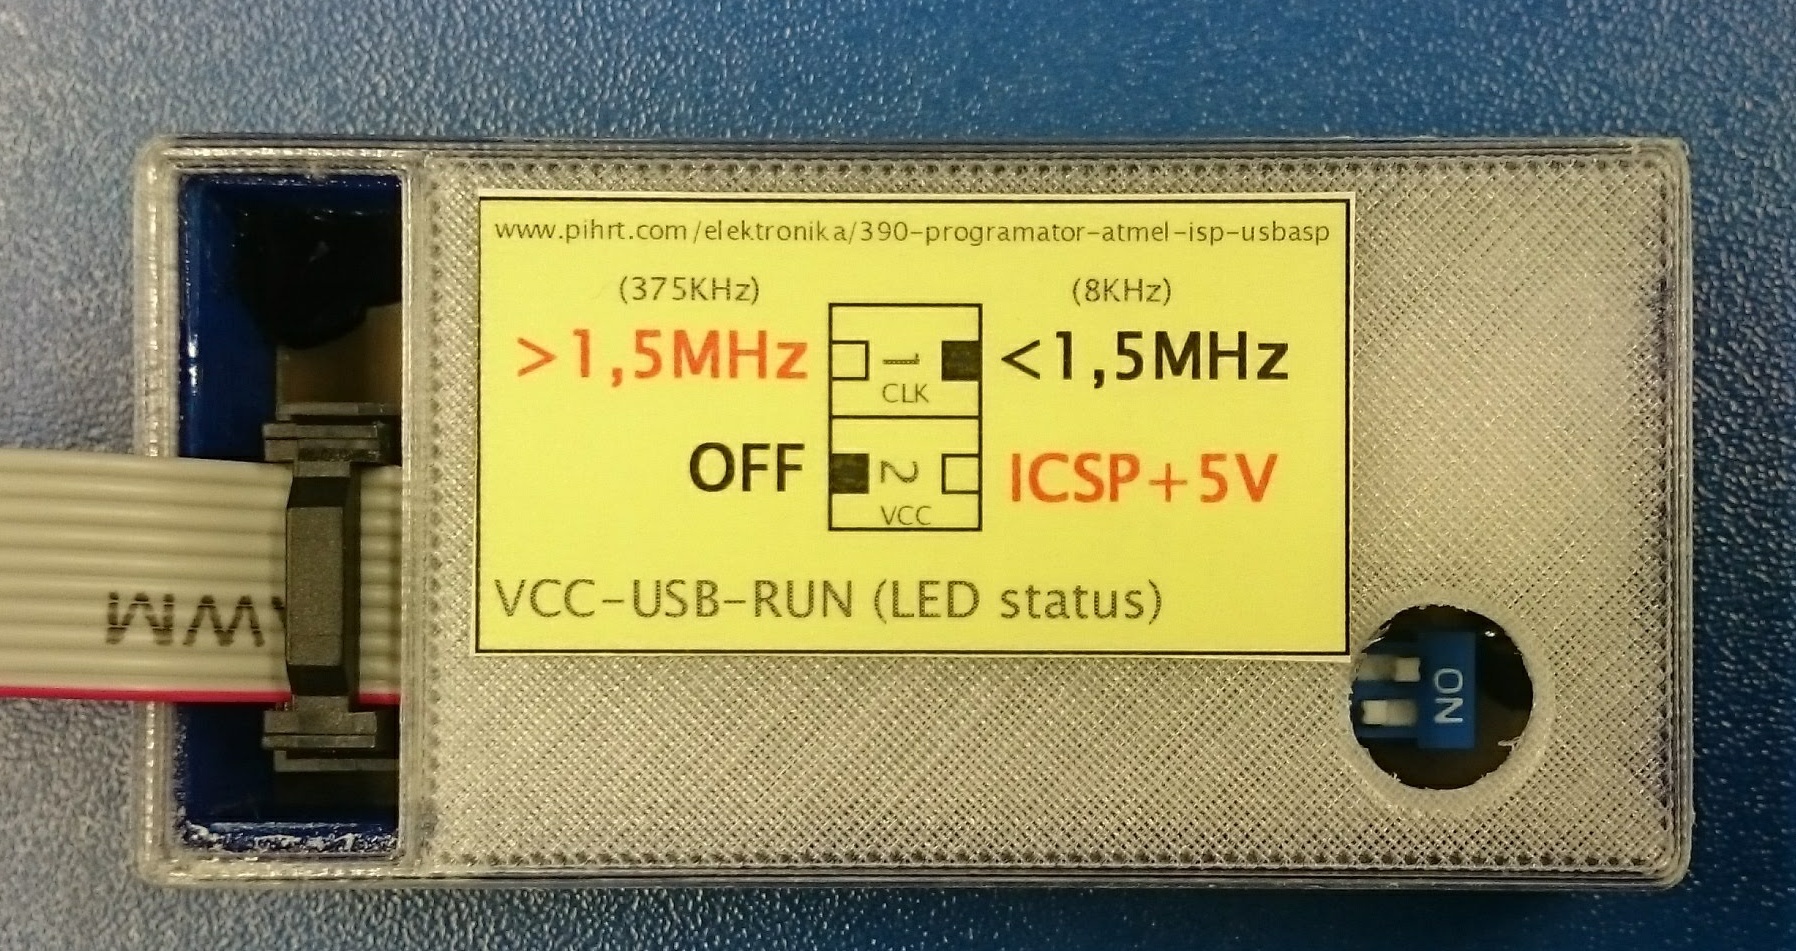 www.pihrt.com/elektronika/390-programator-atmel-isp-usbasp
(375KHz) (8KHz)
>1,5MHz 1 <1,5MHz
CLK
OFF 2 ICSP+5V
VCC
VCC-USB-RUN (LED status)
ON